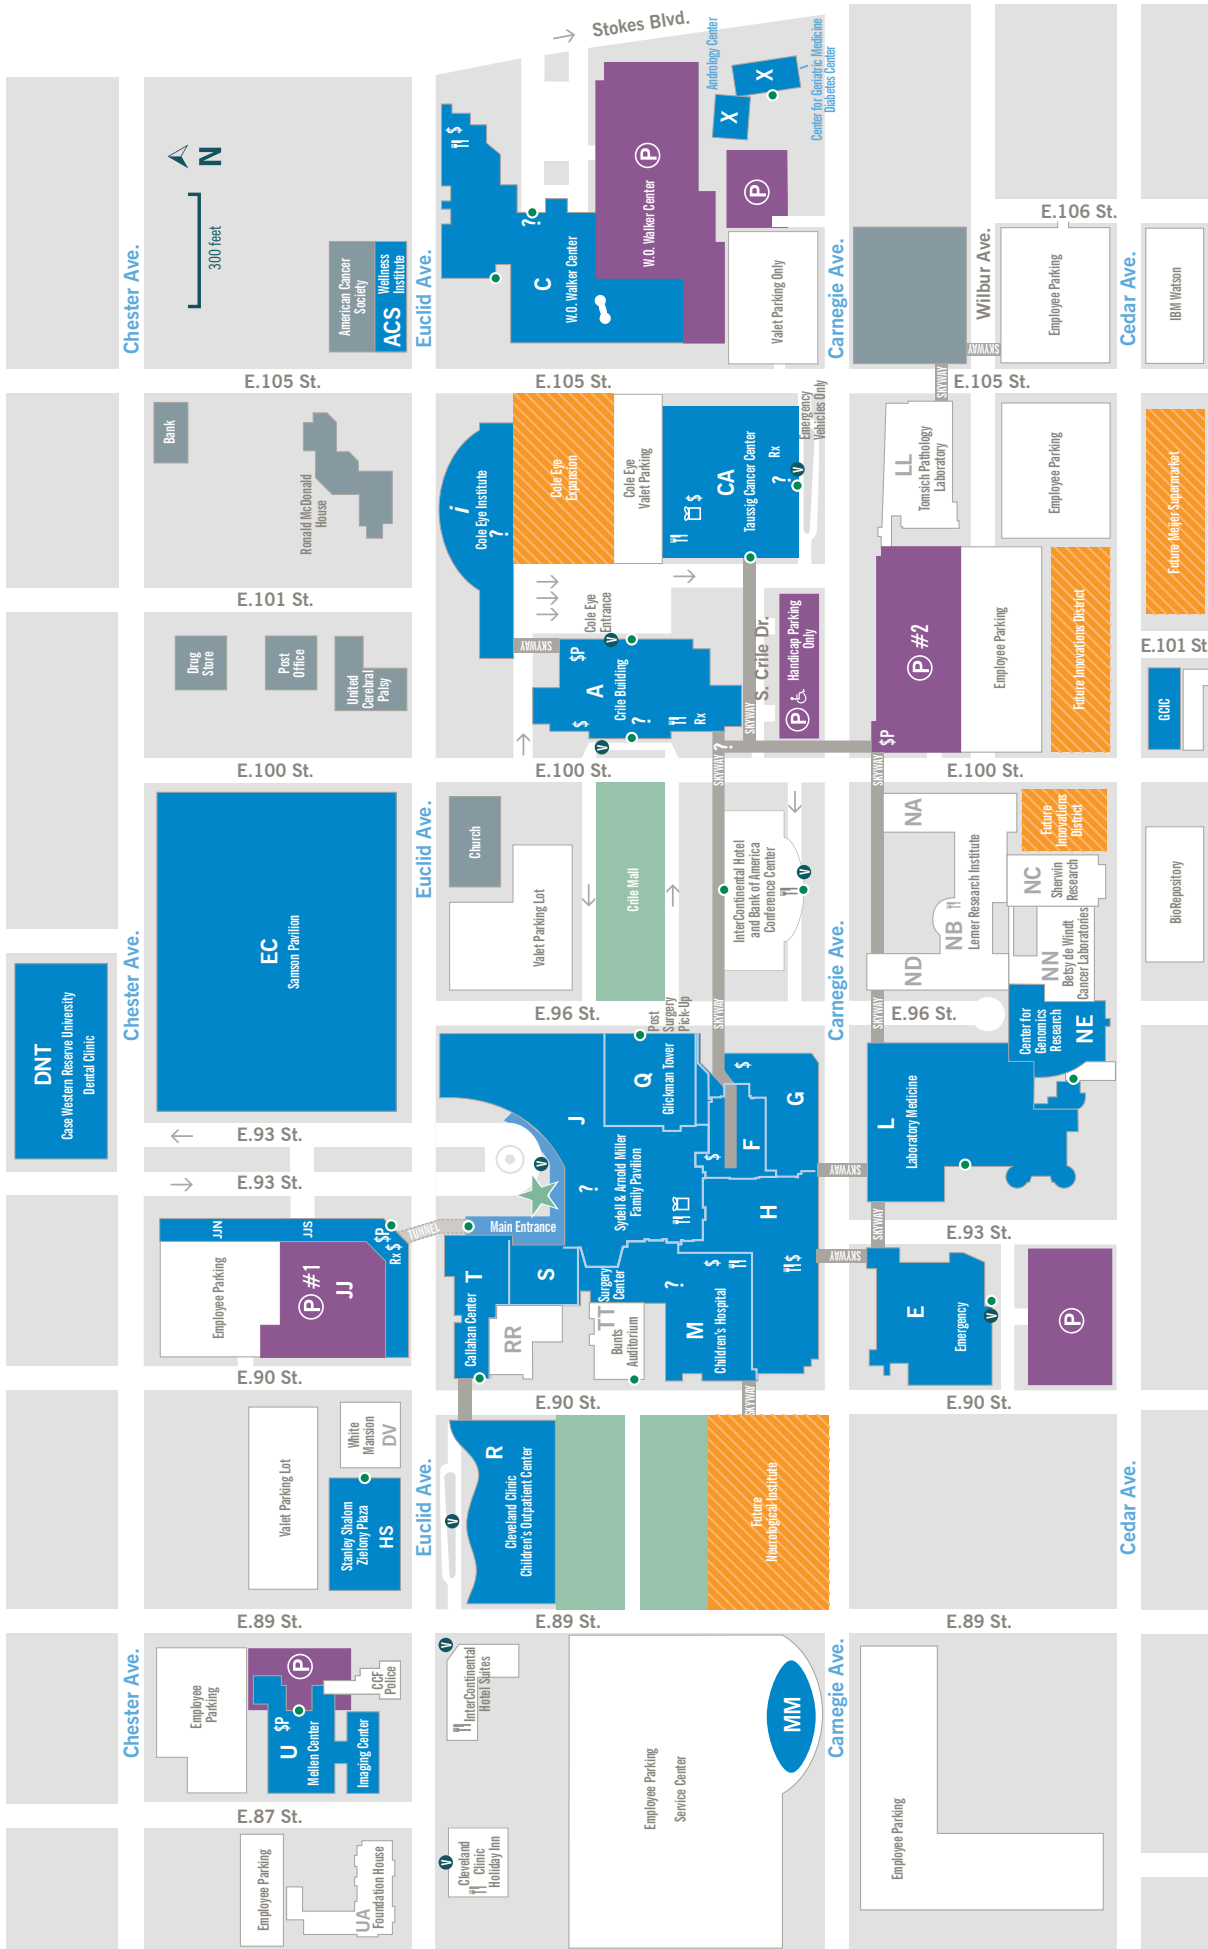 Stokes Blvd.
Andrology Center
X
X
Center for Geriatric Medicine
Diabetes Center
N
300 feet
$
P
W.O. Walker Center
P
?
C
W.O. Walker Center
Valet Parking Only
American Cancer
Society
ACS
Wellness
Institute
Chester Ave.
Euclid Ave.
Carnegie Ave.
Wilbur Ave.
E.106 St.
Employee Parking
Cedar Ave.
IBM Watson
SKYWAY
SKYWAY
E.105 St.
E.105 St.
E.105 St.
Bank
Ronald McDonald
House
i
Cole Eye Institute
?
Cole Eye
Expansion
Cole Eye
Valet Parking
CA
Taussig Cancer Center
$
?
Rx
V
Emergency
Vehicles Only
LL
Tomsich Pathology
Laboratory
Employee Parking
Future Meijer Supermarket
E.101 St.
E.101 St.
Drug
Store
Post
Office
United
Cerebral
Palsy
SKYWAY
Cole Eye
Entrance
V
$P
A
Crile Building
$
?
Rx
V
S. Crile Dr.
SKYWAY
P
Handicap Parking
Only
P #2
$P
Employee Parking
Future Innovations District
GCIC
E.100 St.
E.100 St.
E.100 St.
SKYWAY
?
SKYWAY
EC
Samson Pavilion
Euclid Ave.
Church
Valet Parking Lot
Crile Mall
InterContinental Hotel
and Bank of America
Conference Center
V
Carnegie Ave.
NA
NB
Lerner Research Institute
ND
NC
Sherwin
Research
NN
Betsy de Windt
Cancer Laboratories
Future
Innovations
District
BioRepository
DNT
Case Western Reserve University
Dental Clinic
Chester Ave.
E.96 St.
Post
Surgery
Pick-Up
SKYWAY
SKYWAY
E.96 St.
Center for
Genomics
Research
NE
E.93 St.
E.93 St.
J
Q
Glickman Tower
$
G
F
$
Sydell & Arnold Miller
Family Pavilion
?
V
Main Entrance
L
Laboratory Medicine
SKYWAY
SKYWAY
E.93 St.
JJN
JJS
$P
Rx $
TUNNEL
Employee Parking
P #1
JJ
T
Callahan Center
S
RR
Surgery
Center
TT
Bunts
Auditorium
H
$
?
$
M
Children's Hospital
SKYWAY
E
Emergency
V
P
E.90 St.
E.90 St.
E.90 St.
SKYWAY
Valet Parking Lot
White
Mansion
DV
Stanley Shalom
Zielony Plaza
HS
Euclid Ave.
V
R
Cleveland Clinic
Children's Outpatient Center
Future
Neurological Institute
Cedar Ave.
E.89 St.
E.89 St.
E.89 St.
Chester Ave.
Employee
Parking
P
CCF
Police
$P
U
Mellen Center
Imaging Center
V
InterContinental
Hotel Suites
MM
Carnegie Ave.
Employee Parking
Service Center
E.87 St.
Employee Parking
UA
Foundation House
V
Cleveland
Clinic
Holiday Inn
Employee Parking